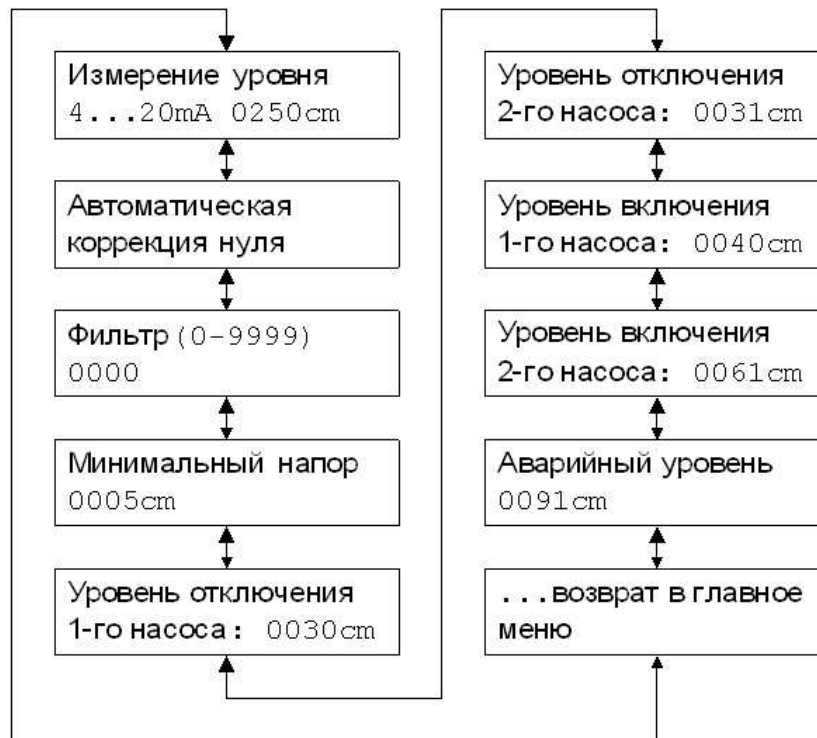 Измерение уровня
4...20mA 0250cm
Автоматическая
коррекция нуля
Фильтр (0-9999)
0000
Минимальный напор
0005cm
Уровень отключения
1-го насоса: 0030cm
Уровень отключения
2-го насоса: 0031cm
Уровень включения
1-го насоса: 0040cm
Уровень включения
2-го насоса: 0061cm
Аварийный уровень
0091cm
...возврат в главное
меню